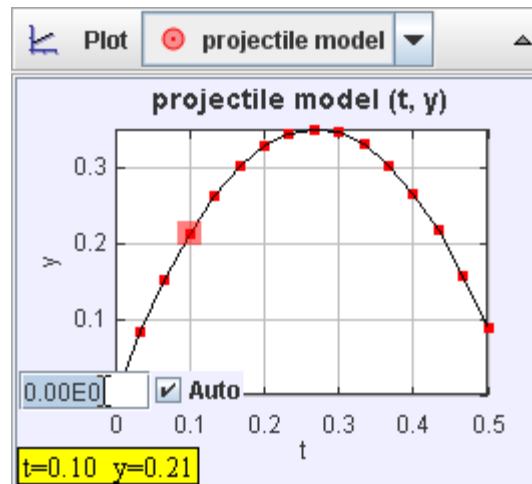 Plot projectile model
projectile model (t, y)
0.3
0.2
y
0.1
0.00E0 Auto
0 0.1 0.2 0.3 0.4 0.5
t
t=0.10 y=0.21